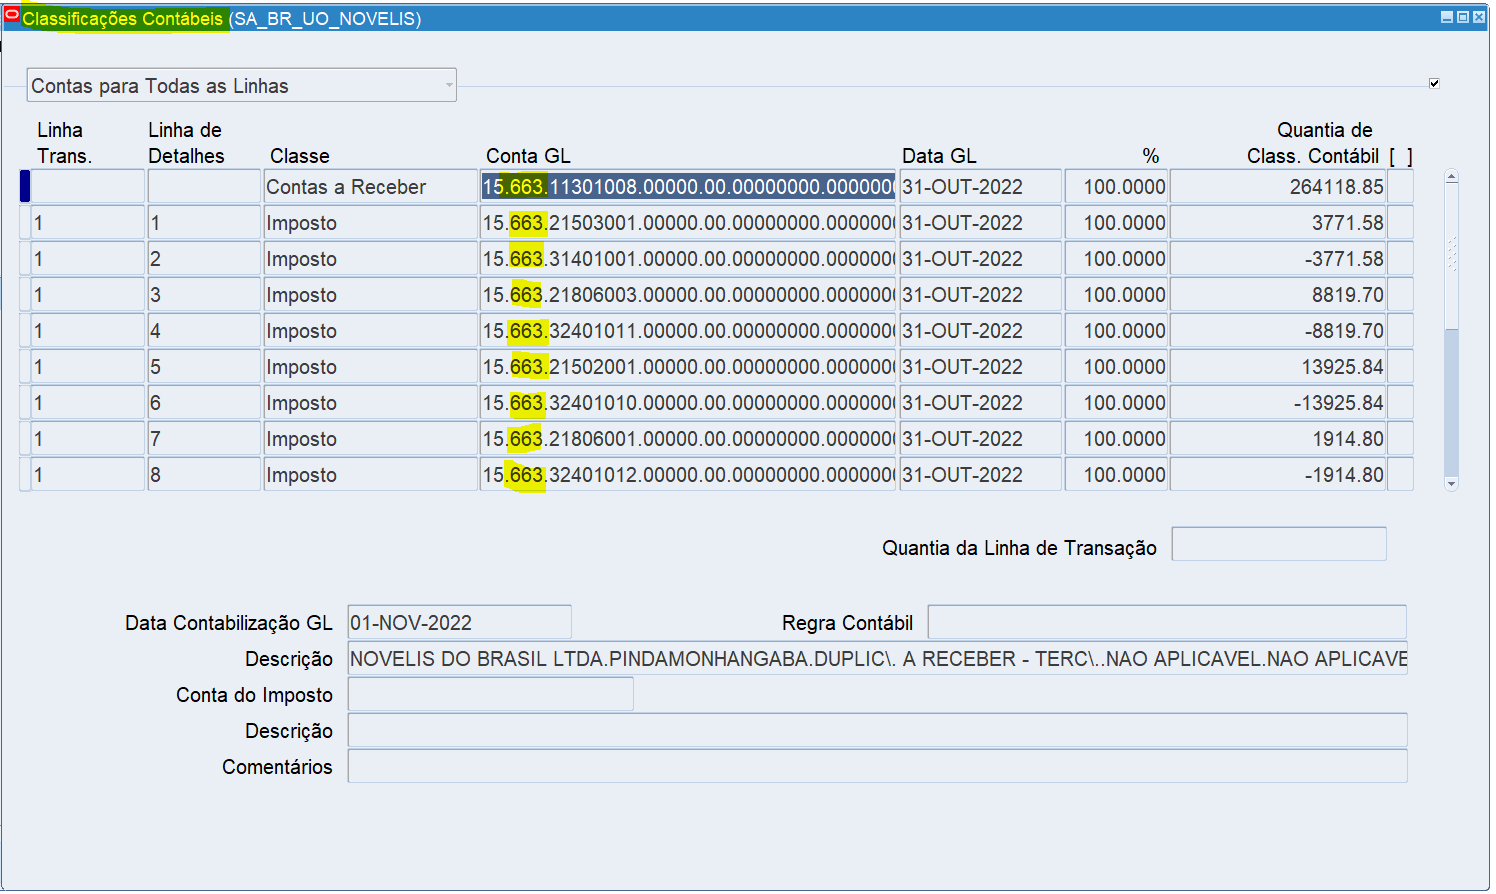 Classificações Contábeis (SA_BR_UO_NOVELIS)
Contas para Todas as Linhas
Linha Trans. Linha de Detalhes Classe Conta GL Data GL % Quantia de Class. Contábil [ ]
Contas a Receber 15.663.11301008.00000.00.00000000.000000 31-OUT-2022 100.0000 264118.85
1 1 Imposto 15.663.21503001.00000.00.00000000.000000 31-OUT-2022 100.0000 3771.58
1 2 Imposto 15.663.31401001.00000.00.00000000.000000 31-OUT-2022 100.0000 -3771.58
1 3 Imposto 15.663.21806003.00000.00.00000000.000000 31-OUT-2022 100.0000 8819.70
1 4 Imposto 15.663.32401011.00000.00.00000000.000000 31-OUT-2022 100.0000 -8819.70
1 5 Imposto 15.663.21502001.00000.00.00000000.000000 31-OUT-2022 100.0000 13925.84
1 6 Imposto 15.663.32401010.00000.00.00000000.000000 31-OUT-2022 100.0000 -13925.84
1 7 Imposto 15.663.21806001.00000.00.00000000.000000 31-OUT-2022 100.0000 1914.80
1 8 Imposto 15.663.32401012.00000.00.00000000.000000 31-OUT-2022 100.0000 -1914.80
Quantia da Linha de Transação
Data Contabilização GL 01-NOV-2022 Regra Contábil
Descrição NOVELIS DO BRASIL LTDA.PINDAMONHANGABA.DUPLIC\. A RECEBER - TERC\..NAO APLICAVEL.NAO APLICAVE
Conta do Imposto
Descrição
Comentários